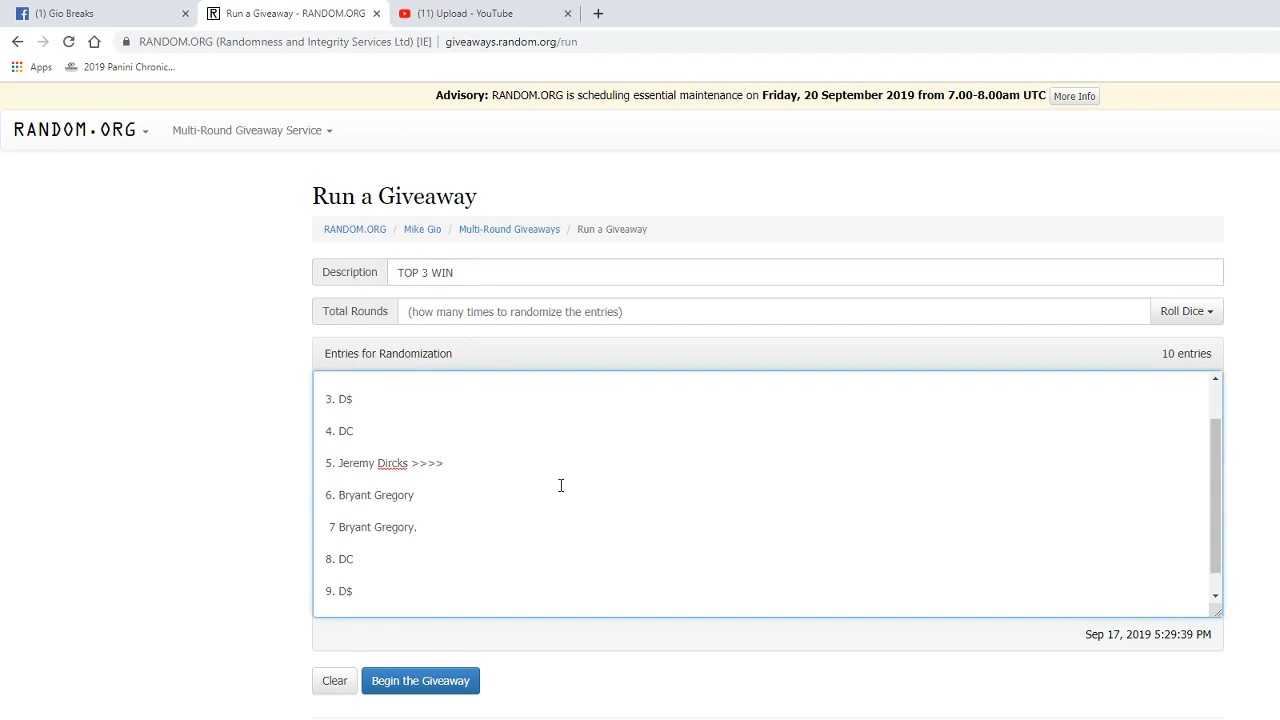 (1) Gio Breaks
Run a Giveaway - RANDOM.ORG
(11) Upload - YouTube
RANDOM.ORG (Randomness and Integrity Services Ltd) [IE]
giveaways.random.org/run
Apps
2019 Panini Chronic...
Advisory: RANDOM.ORG is scheduling essential maintenance on Friday, 20 September 2019 from 7.00-8.00am UTC
More Info
RANDOM.ORG
Multi-Round Giveaway Service
Run a Giveaway
RANDOM.ORG / Mike Gio / Multi-Round Giveaways / Run a Giveaway
Description
TOP 3 WIN
Total Rounds
(how many times to randomize the entries)
Roll Dice
Entries for Randomization
10 entries
3. D$
4. DC
5. Jeremy Dircks >>>>
6. Bryant Gregory
7 Bryant Gregory.
8. DC
9. D$
Sep 17, 2019 5:29:39 PM
Clear
Begin the Giveaway